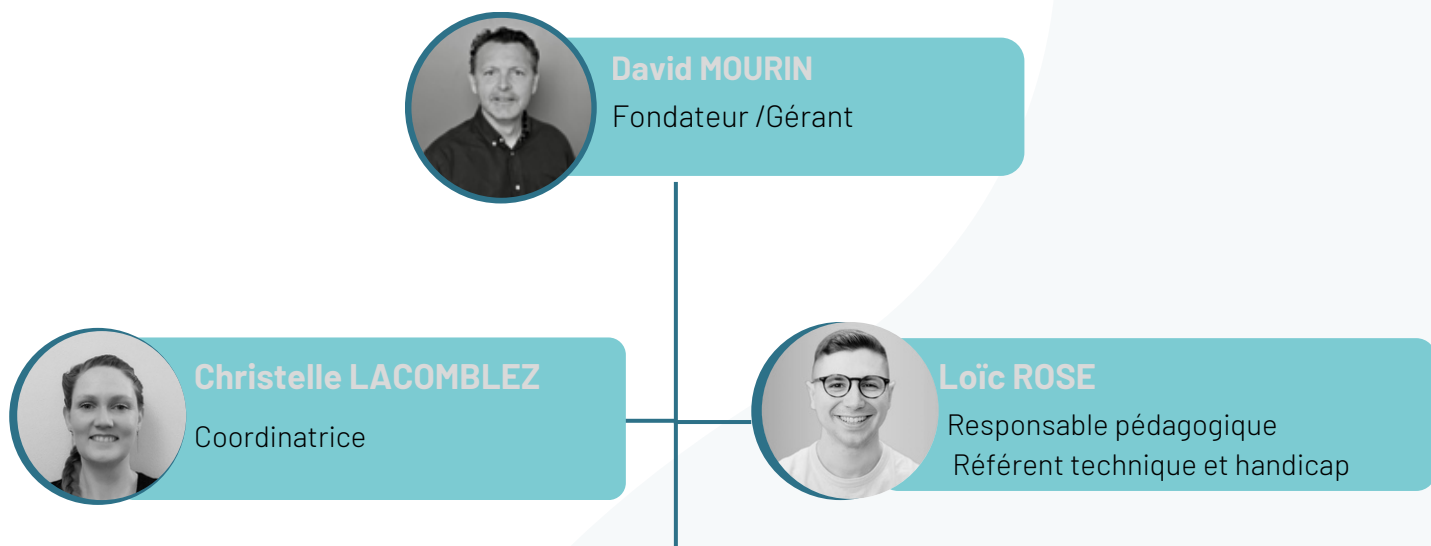 David MOURIN
Fondateur /Gérant
Christelle LACOMBLEZ
Coordinatrice
Loïc ROSE
Responsable pédagogique
Référent technique et handicap